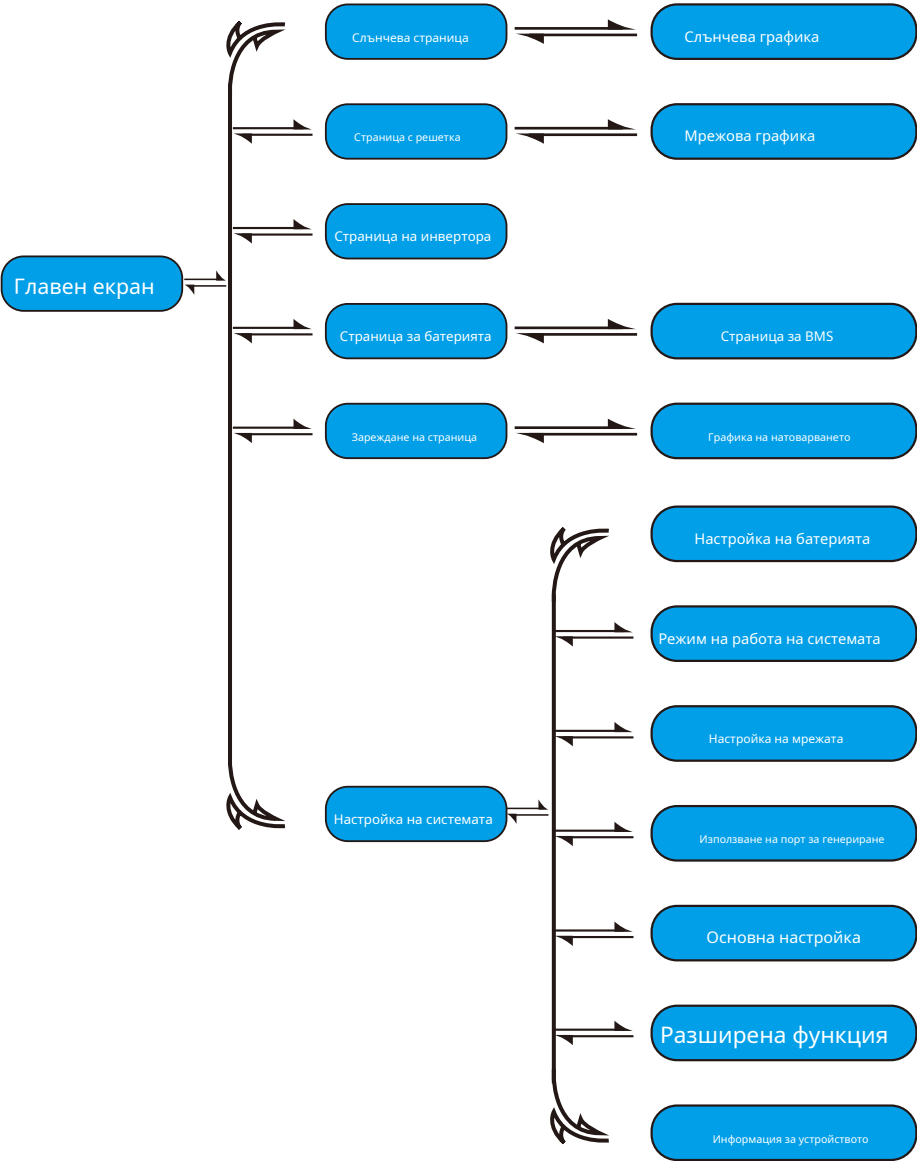 Слънчева страница
Слънчева графика
Страница с решетка
Мрежова графика
Страница на инвертора
Главен екран
Страница за батерията
Страница за BMS
Зареждане на страница
Графика на натоварването
Настройка на батерията
Режим на работа на системата
Настройка на мрежата
Настройка на системата
Използване на порт за генериране
Основна настройка
Разширена функция
Информация за устройството